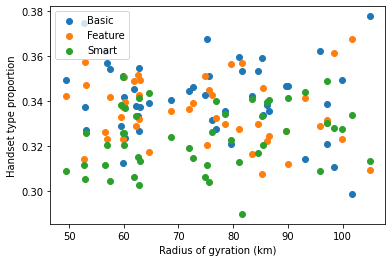 0.38
0.36
0.34
0.32
0.30
Handset type proportion
Basic
Feature
Smart
50 60 70 80 90 100
Radius of gyration (km)